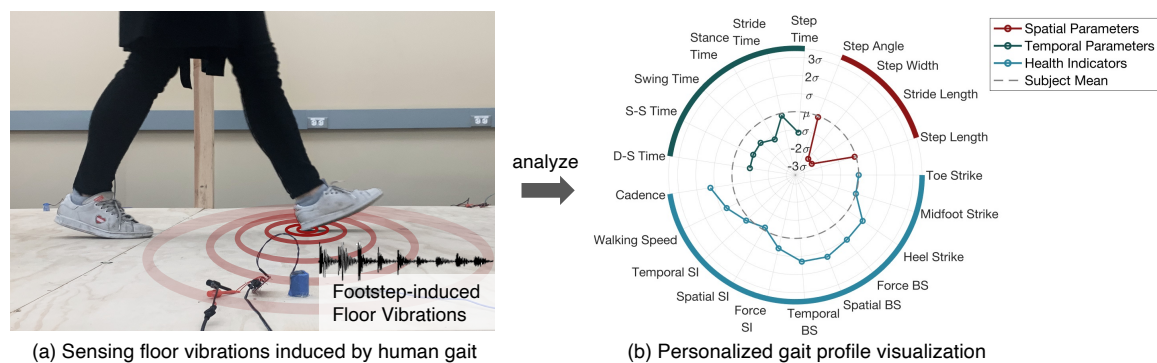 Footstep-induced
Floor Vibrations
(a) Sensing floor vibrations induced by human gait
analyze
Step
Time
Stride
Time
Stance
Time
Swing Time
S-S Time
D-S Time
Cadence
Walking Speed
Temporal SI
Spatial SI
Force
SI
Temporal
BS
Spatial BS
Force BS
Heel Strike
Midfoot Strike
Toe Strike
Step Length
Stride Length
Step Width
Step Angle
3σ
2σ
σ
μ
-σ
-2σ
-3σ
Spatial Parameters
Temporal Parameters
Health Indicators
Subject Mean
(b) Personalized gait profile visualization